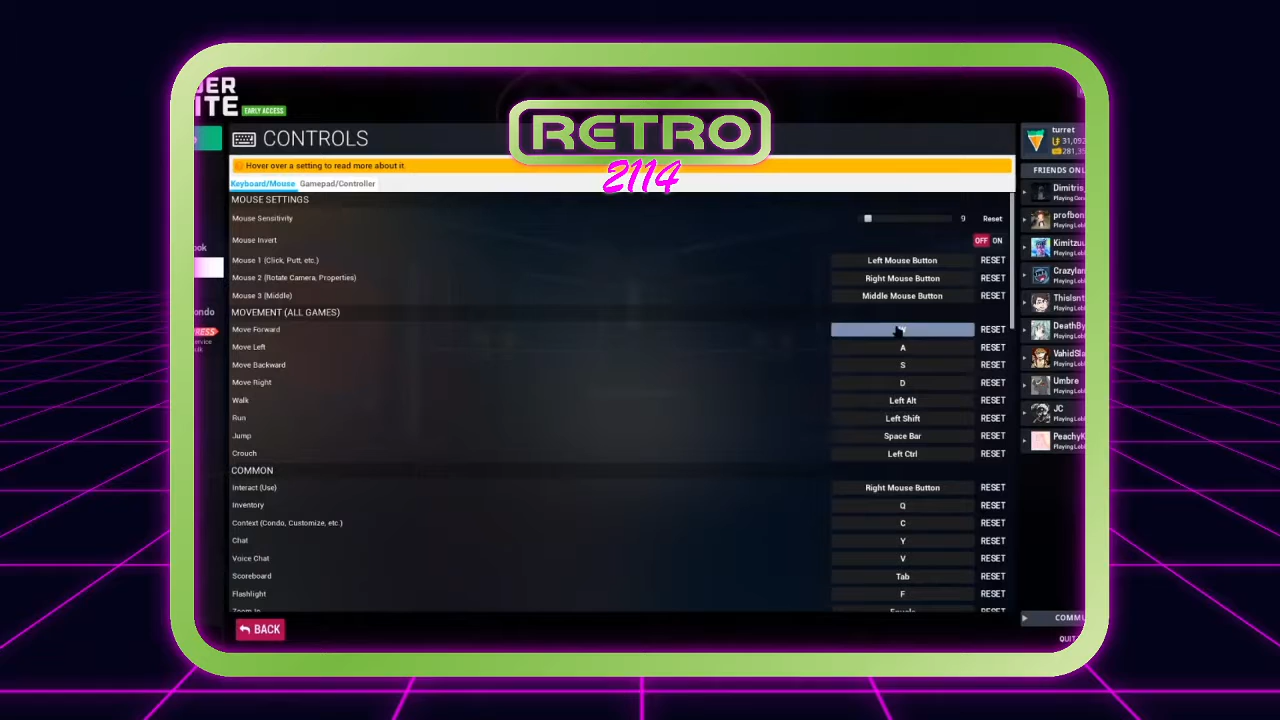 EARLY ACCESS
RETRO
2114
CONTROLS
Hover over a setting to read more about it.
Keyboard/Mouse Gamepad/Controller
MOUSE SETTINGS
Mouse Sensitivity 9 Reset
Mouse Invert OFF ON
Mouse 1 (Click, Putt, etc.) Left Mouse Button RESET
Mouse 2 (Rotate Camera, Properties) Right Mouse Button RESET
Mouse 3 (Middle) Middle Mouse Button RESET
MOVEMENT (ALL GAMES)
Move Forward RESET
Move Left A RESET
Move Backward S RESET
Move Right D RESET
Walk Left Alt RESET
Run Left Shift RESET
Jump Space Bar RESET
Crouch Left Ctrl RESET
COMMON
Interact (Use) Right Mouse Button RESET
Inventory Q RESET
Context (Condo, Customize, etc.) C RESET
Chat Y RESET
Voice Chat V RESET
Scoreboard Tab RESET
Flashlight F RESET
BACK
turret
31,092
FRIENDS ONL
Dimitris
profbon
Kimitzuu
Crazylan
ThisIsnt
DeathBy
VahidSla
Umbre
JC
PeachyK
COMMU
QUIT